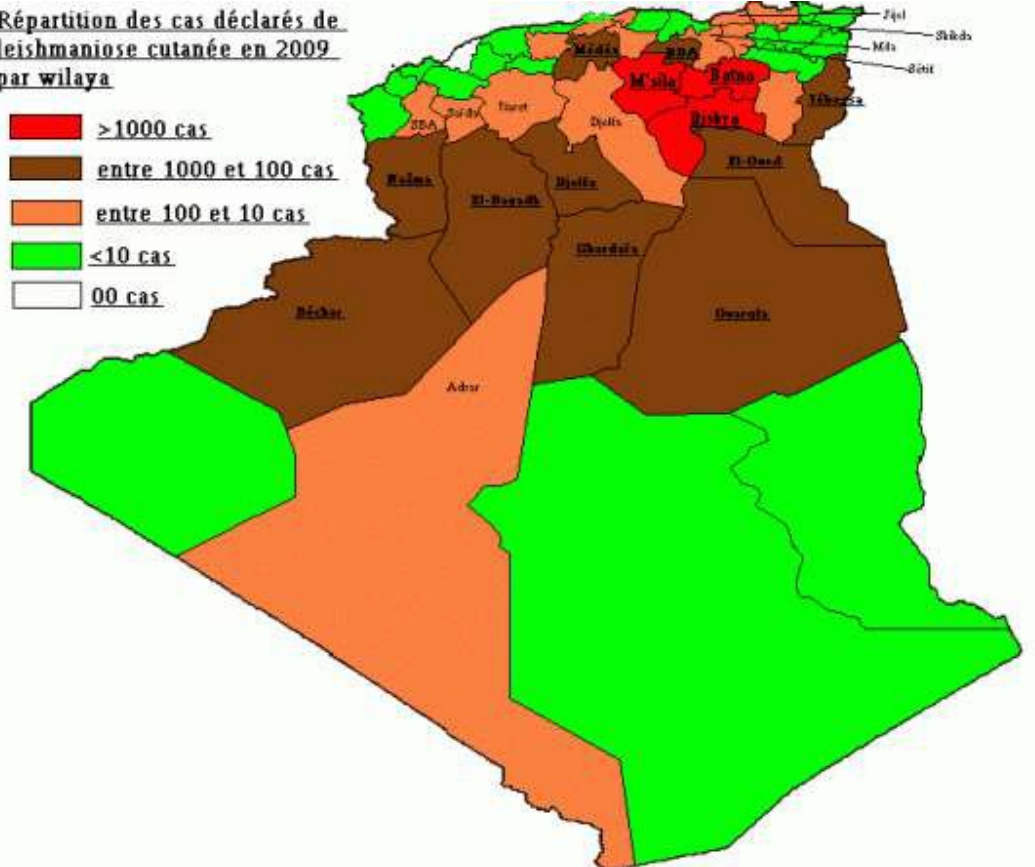 Répartition des cas déclarés de
leishmaniose cutanée en 2009
par wilaya
>1000 cas
entre 1000 et 100 cas
entre 100 et 10 cas
<10 cas
00 cas
Jijel
Skikda
Mila
Sétif
Médéa
BBA
M'sila
Batna
Tébessa
Biskra
SBA
Saïda
Tiaret
Djelfa
El-Oued
Naâma
El-Bayadh
Djelfa
Ghardaïa
Béchar
Ouargla
Adrar